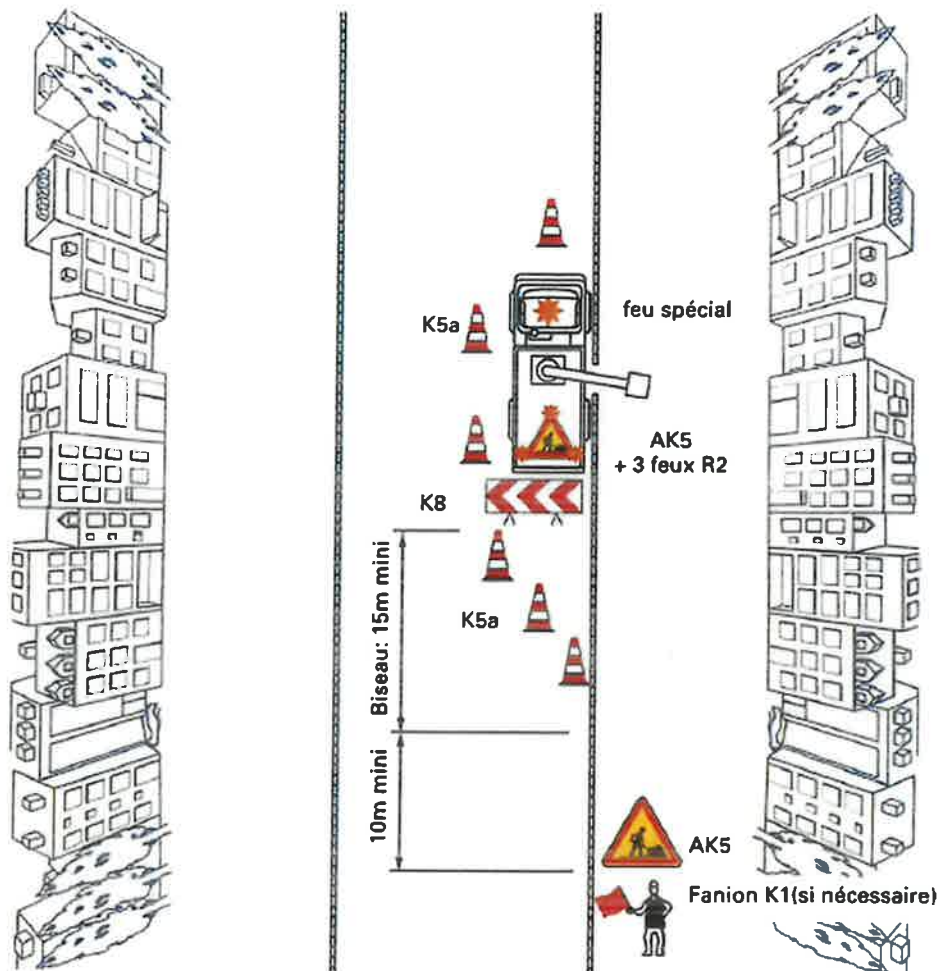 feu spécial
K5a
AK5
+ 3 feux R2
K8
Biseau: 15m mini
K5a
10m mini
AK5
Fanion K1(si nécessaire)